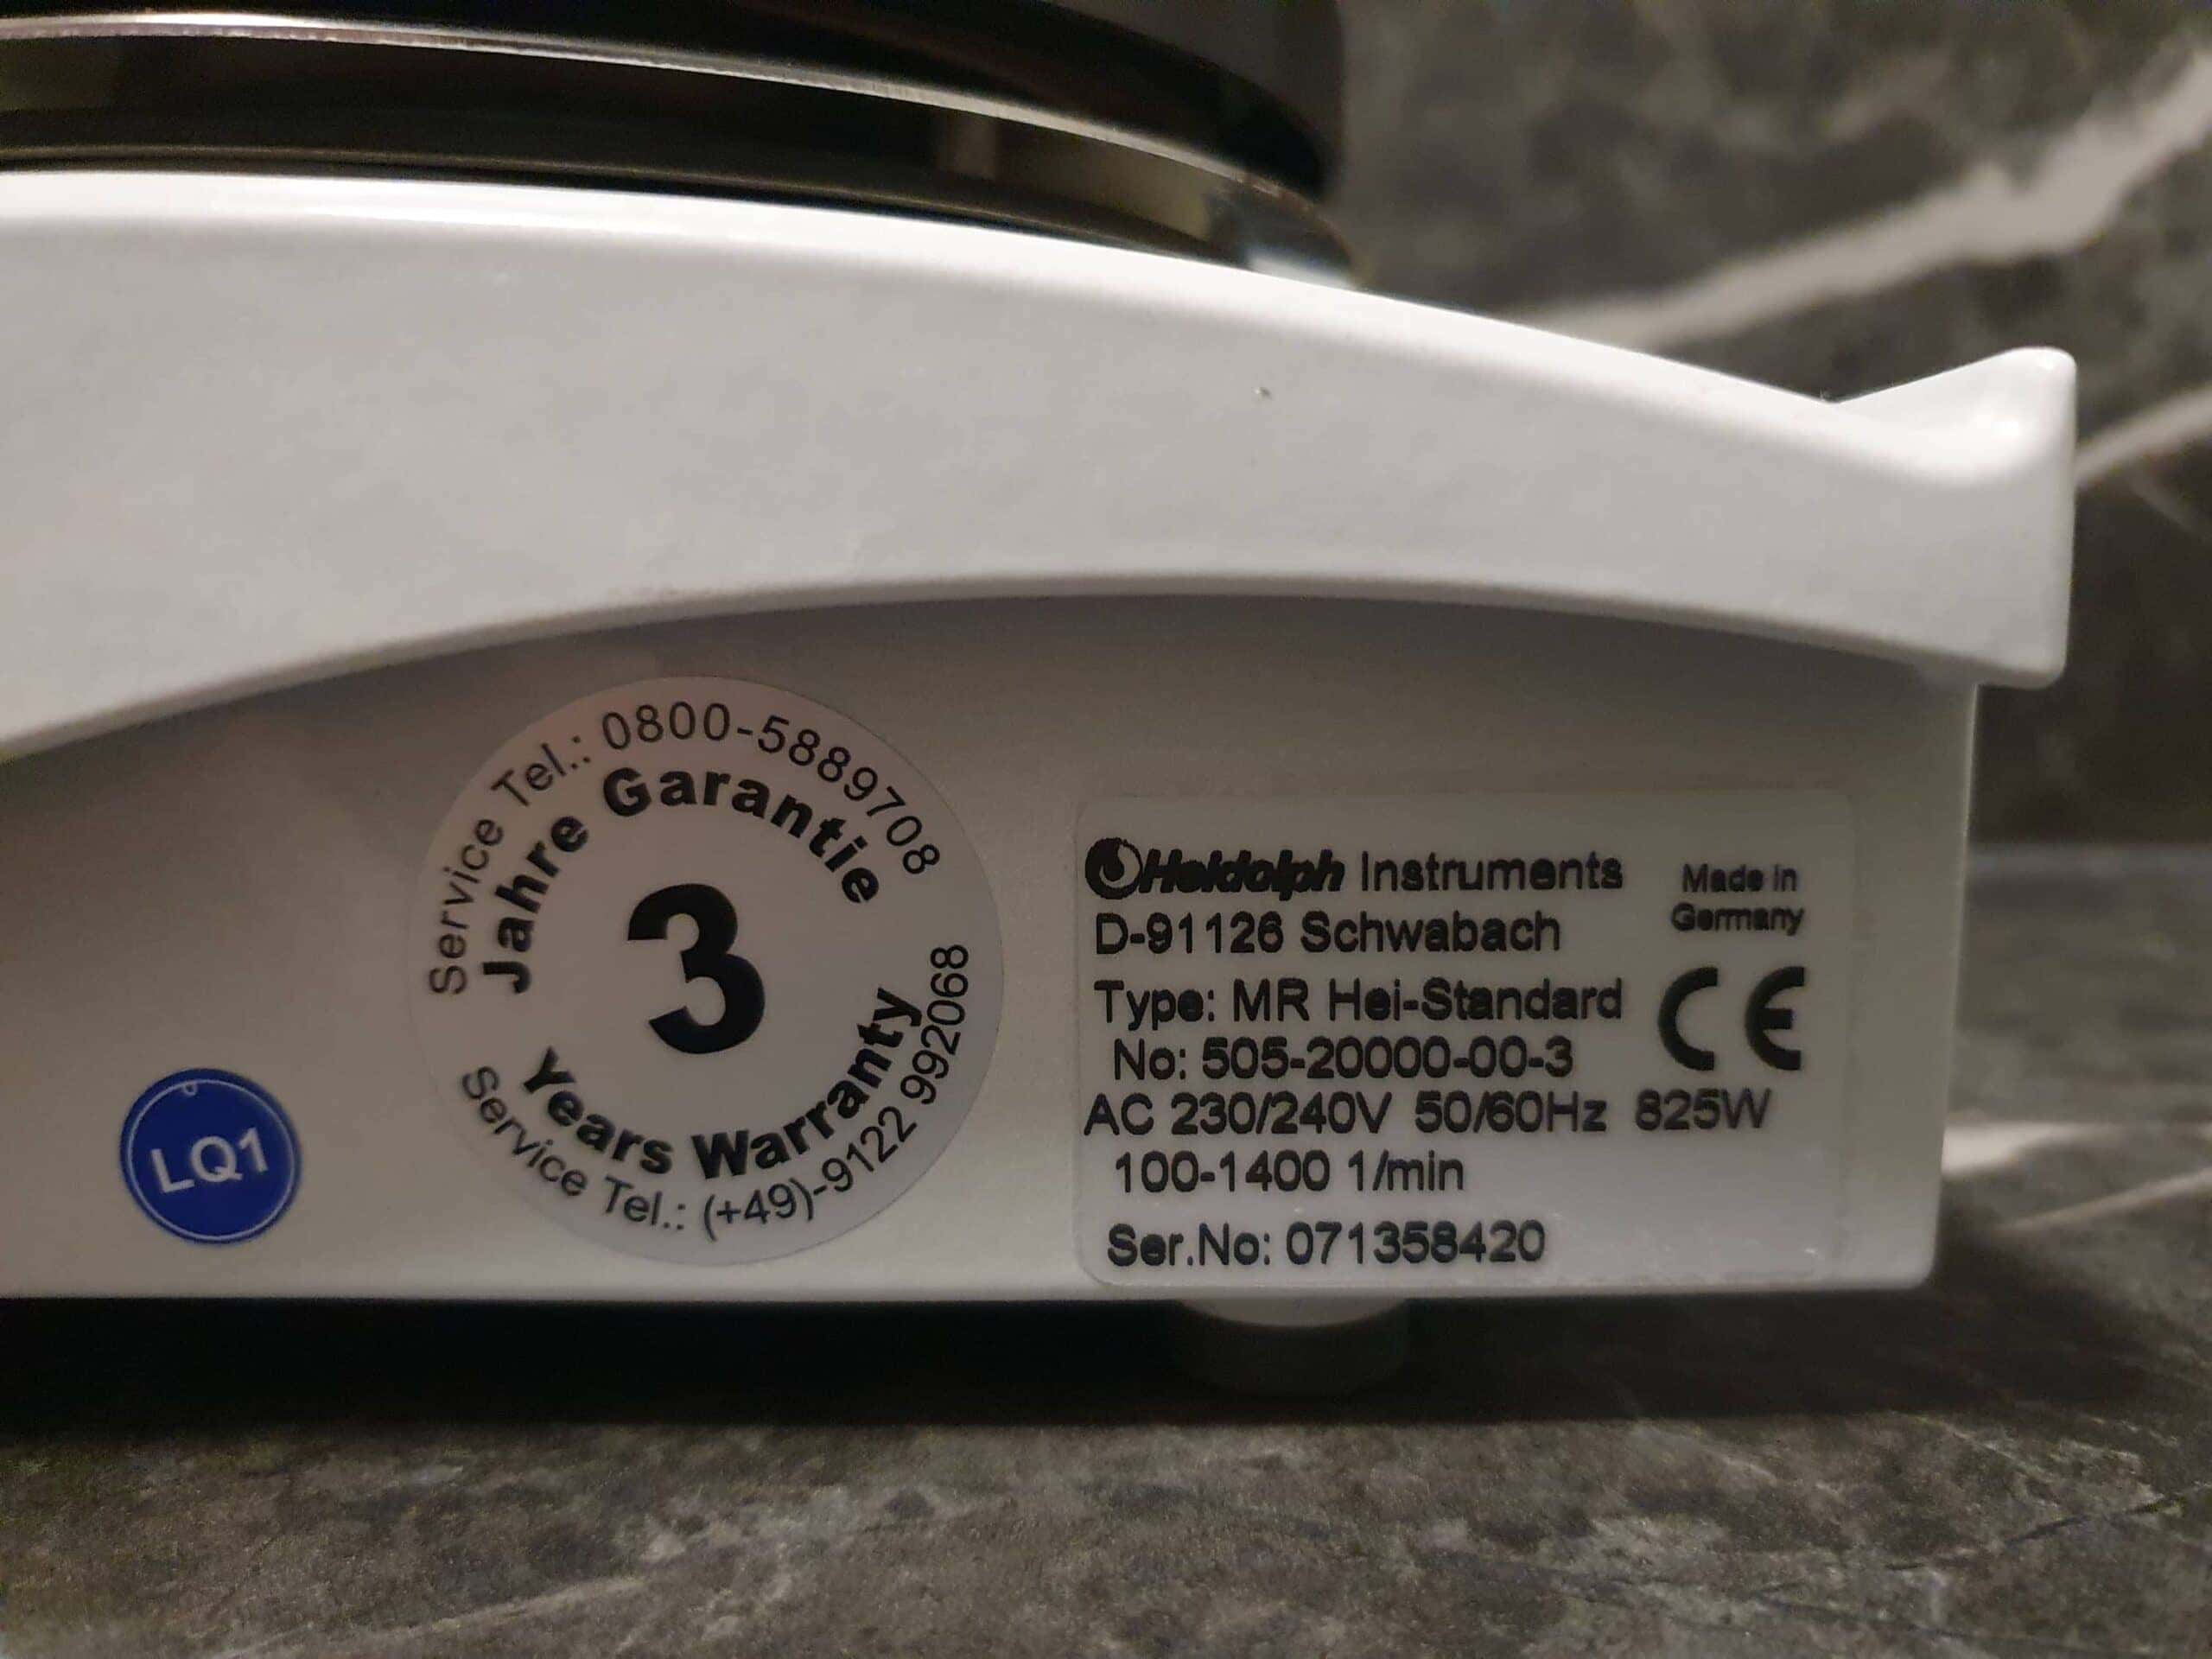 Service Tel.: 0800-5889708
Jahre Garantie
3
Years Warranty
Service Tel.: (+49)-9122 992068
LQ1
Heidolph Instruments
Made in
Germany
D-91126 Schwabach
Type: MR Hei-Standard
CE
No: 505-20000-00-3
AC 230/240V 50/60Hz 825W
100-1400 1/min
Ser.No: 071358420